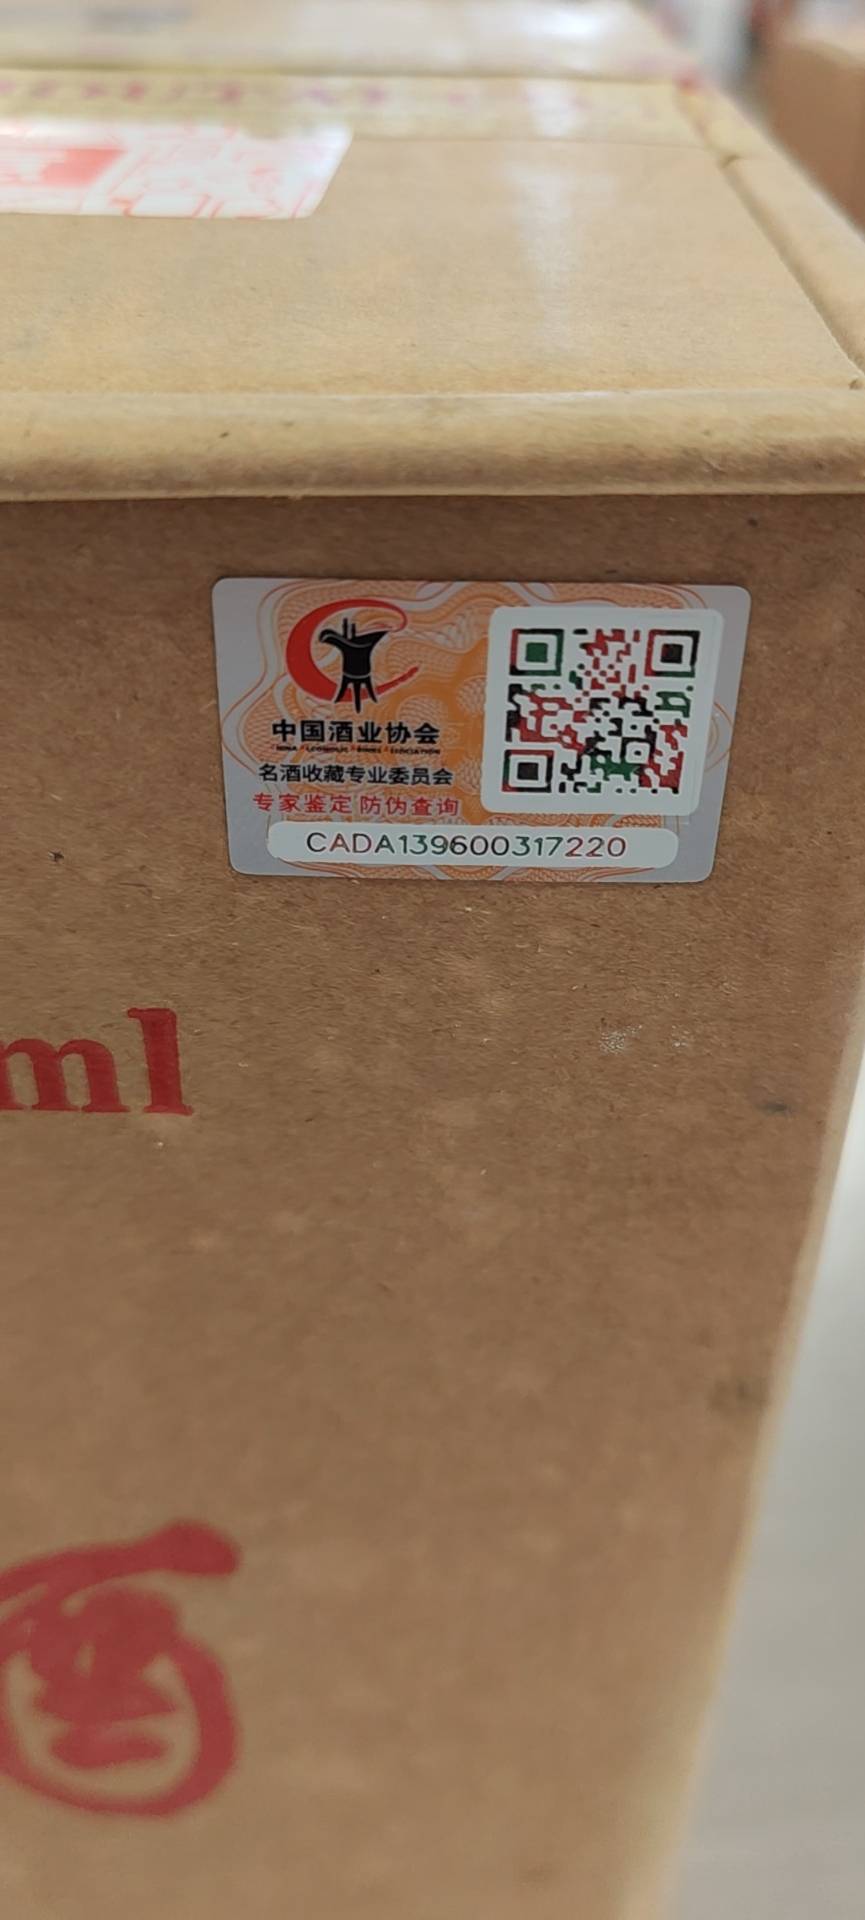 中国酒业协会
名酒收藏专业委员会
专家鉴定 防伪查询
CADA139600317220
ml
酒